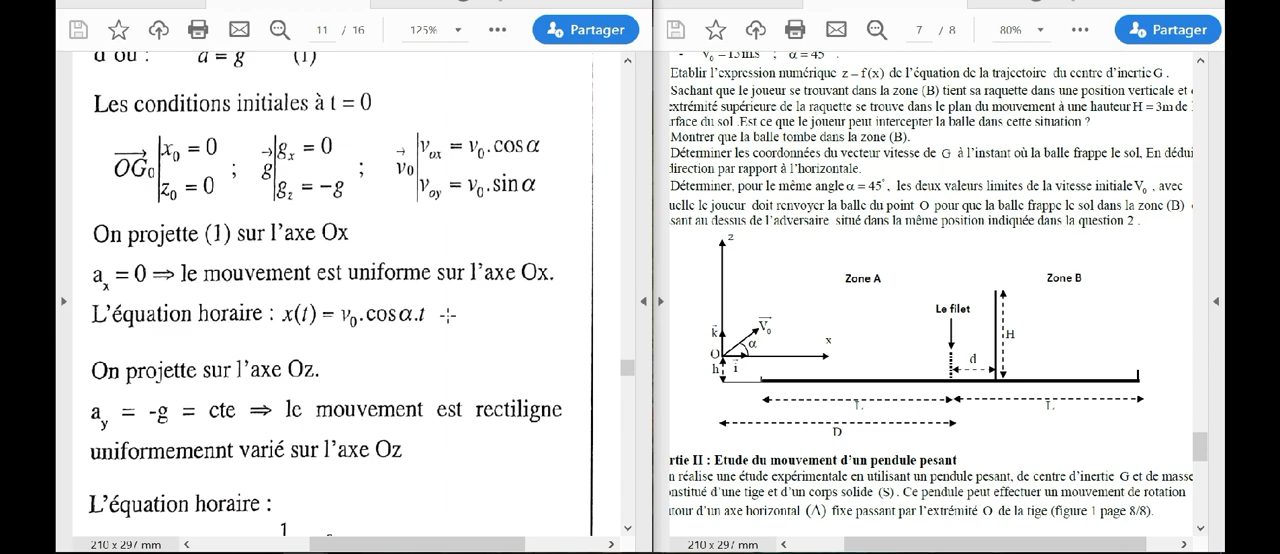 11 / 16
125%
Partager
d'où : a = g (1)
Les conditions initiales à t = 0
OG₀ | x₀ = 0 ; g | gₓ = 0 ; v₀ | vₒₓ = v₀.cosα
z₀ = 0 g_z = -g v_oy = v₀.sinα
On projette (1) sur l'axe Ox
aₓ = 0 ⇒ le mouvement est uniforme sur l'axe Ox.
L'équation horaire : x(t) = v₀.cosα.t
On projette sur l'axe Oz.
a_y = -g = cte ⇒ le mouvement est rectiligne
uniformemennt varié sur l'axe Oz
L'équation horaire :
1
210 x 297 mm
7 / 8
80%
Partager
- V₀ = 15ms ; α = 45
Etablir l'expression numérique z = f(x) de l'équation de la trajectoire du centre d'inertie G .
Sachant que le joueur se trouvant dans la zone (B) tient sa raquette dans une position verticale et
extrémité supérieure de la raquette se trouve dans le plan du mouvement à une hauteur H = 3m de
rface du sol .Est ce que le joueur peut intercepter la balle dans cette situation ?
Montrer que la balle tombe dans la zone (B).
Déterminer les coordonnées du vecteur vitesse de G à l'instant où la balle frappe le sol, En dédui
direction par rapport à l'horizontale.
Déterminer, pour le même angle α = 45°, les deux valeurs limites de la vitesse initiale V₀ , avec
uelle le joueur doit renvoyer la balle du point O pour que la balle frappe le sol dans la zone (B)
sant au dessus de l'adversaire situé dans la même position indiquée dans la question 2 .
z
Zone A
Zone B
Le filet
k
V₀
α
x
H
O
i
h
d
L
L
D
rtie II : Etude du mouvement d'un pendule pesant
n réalise une étude expérimentale en utilisant un pendule pesant, de centre d'inertie G et de masse
onstitué d'une tige et d'un corps solide (S). Ce pendule peut effectuer un mouvement de rotation
tour d'un axe horizontal (Δ) fixe passant par l'extrémité O de la tige (figure 1 page 8/8).
210 x 297 mm